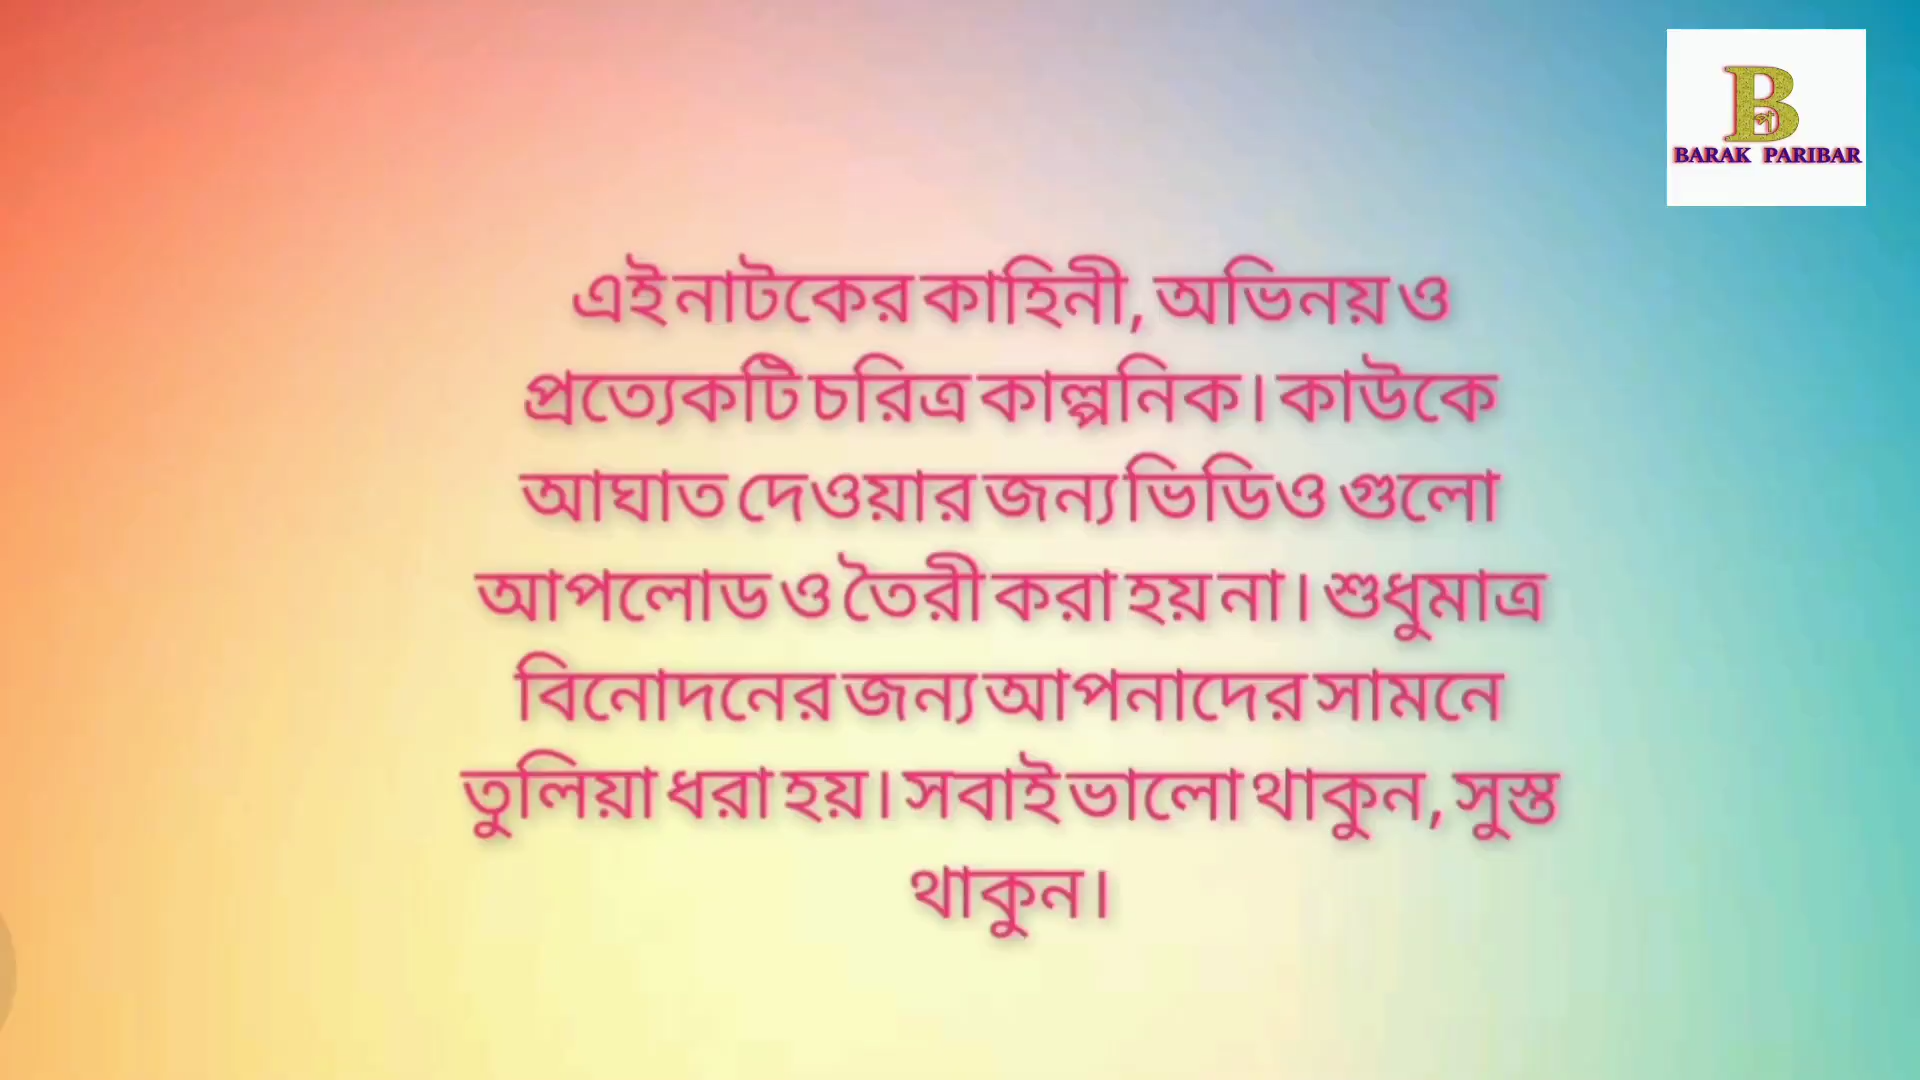 BARAK PARIBAR
এই নাটকের কাহিনী, অভিনয় ও
প্রত্যেকটি চরিত্র কাল্পনিক। কাউকে
আঘাত দেওয়ার জন্য ভিডিও গুলো
আপলোড ও তৈরী করা হয় না। শুধুমাত্র
বিনোদনের জন্য আপনাদের সামনে
তুলিয়া ধরা হয়। সবাই ভালো থাকুন, সুস্ত
থাকুন।